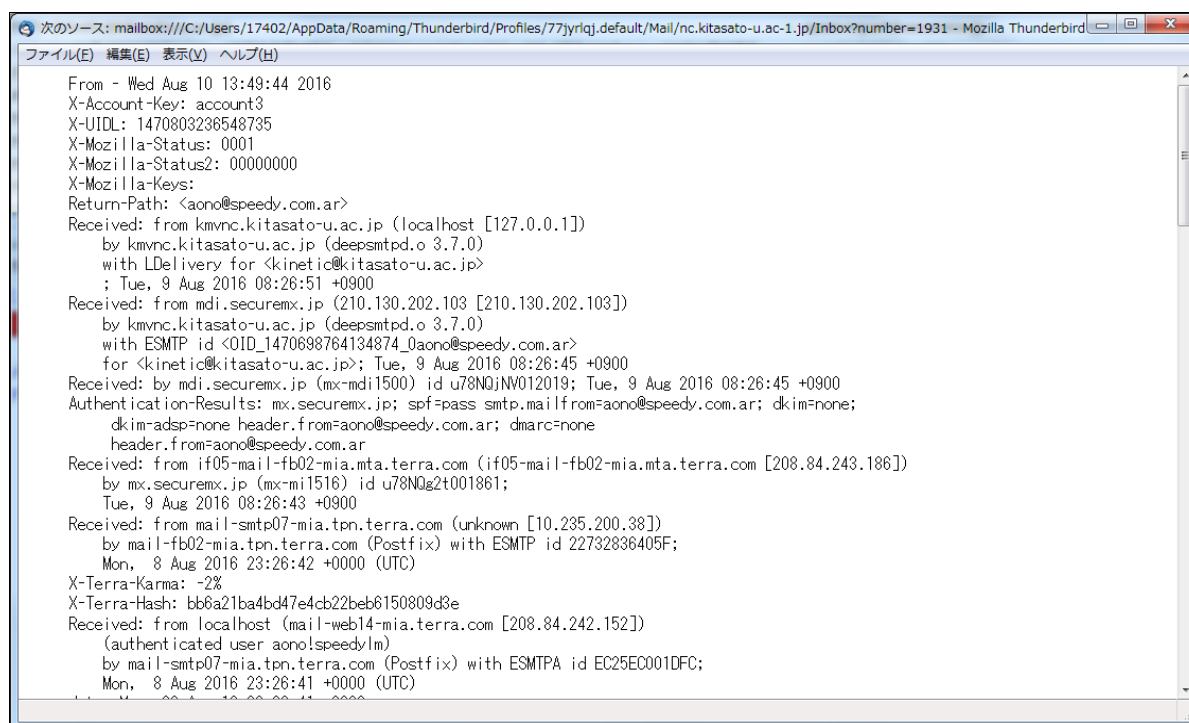 次のソース: mailbox:///C:/Users/17402/AppData/Roaming/Thunderbird/Profiles/77jyrlqj.default/Mail/nc.kitasato-u.ac-1.jp/Inbox?number=1931 - Mozilla Thunderbird
ファイル(F) 編集(E) 表示(V) ヘルプ(H)
From - Wed Aug 10 13:49:44 2016
X-Account-Key: account3
X-UIDL: 1470803236548735
X-Mozilla-Status: 0001
X-Mozilla-Status2: 00000000
X-Mozilla-Keys:
Return-Path: <aono@speedy.com.ar>
Received: from kmvnc.kitasato-u.ac.jp (localhost [127.0.0.1])
by kmvnc.kitasato-u.ac.jp (deepsmtpd.o 3.7.0)
with LDelivery for <kinetic@kitasato-u.ac.jp>
; Tue, 9 Aug 2016 08:26:51 +0900
Received: from mdi.securemx.jp (210.130.202.103 [210.130.202.103])
by kmvnc.kitasato-u.ac.jp (deepsmtpd.o 3.7.0)
with ESMTP id <OID_1470698764134874_0aono@speedy.com.ar>
for <kinetic@kitasato-u.ac.jp>; Tue, 9 Aug 2016 08:26:45 +0900
Received: by mdi.securemx.jp (mx-mdi1500) id u78NQjNV012019; Tue, 9 Aug 2016 08:26:45 +0900
Authentication-Results: mx.securemx.jp; spf=pass smtp.mailfrom=aono@speedy.com.ar; dkim=none;
dkim-adsp=none header.from=aono@speedy.com.ar; dmarc=none
header.from=aono@speedy.com.ar
Received: from if05-mail-fb02-mia.mta.terra.com (if05-mail-fb02-mia.mta.terra.com [208.84.243.186])
by mx.securemx.jp (mx-mi1516) id u78NQg2t001861;
Tue, 9 Aug 2016 08:26:43 +0900
Received: from mail-smtp07-mia.tpn.terra.com (unknown [10.235.200.38])
by mail-fb02-mia.tpn.terra.com (Postfix) with ESMTP id 22732836405F;
Mon,  8 Aug 2016 23:26:42 +0000 (UTC)
X-Terra-Karma: -2%
X-Terra-Hash: bb6a21ba4bd47e4cb22beb6150809d3e
Received: from localhost (mail-web14-mia.terra.com [208.84.242.152])
(authenticated user aono!speedylm)
by mail-smtp07-mia.tpn.terra.com (Postfix) with ESMTPA id EC25EC001DFC;
Mon,  8 Aug 2016 23:26:41 +0000 (UTC)